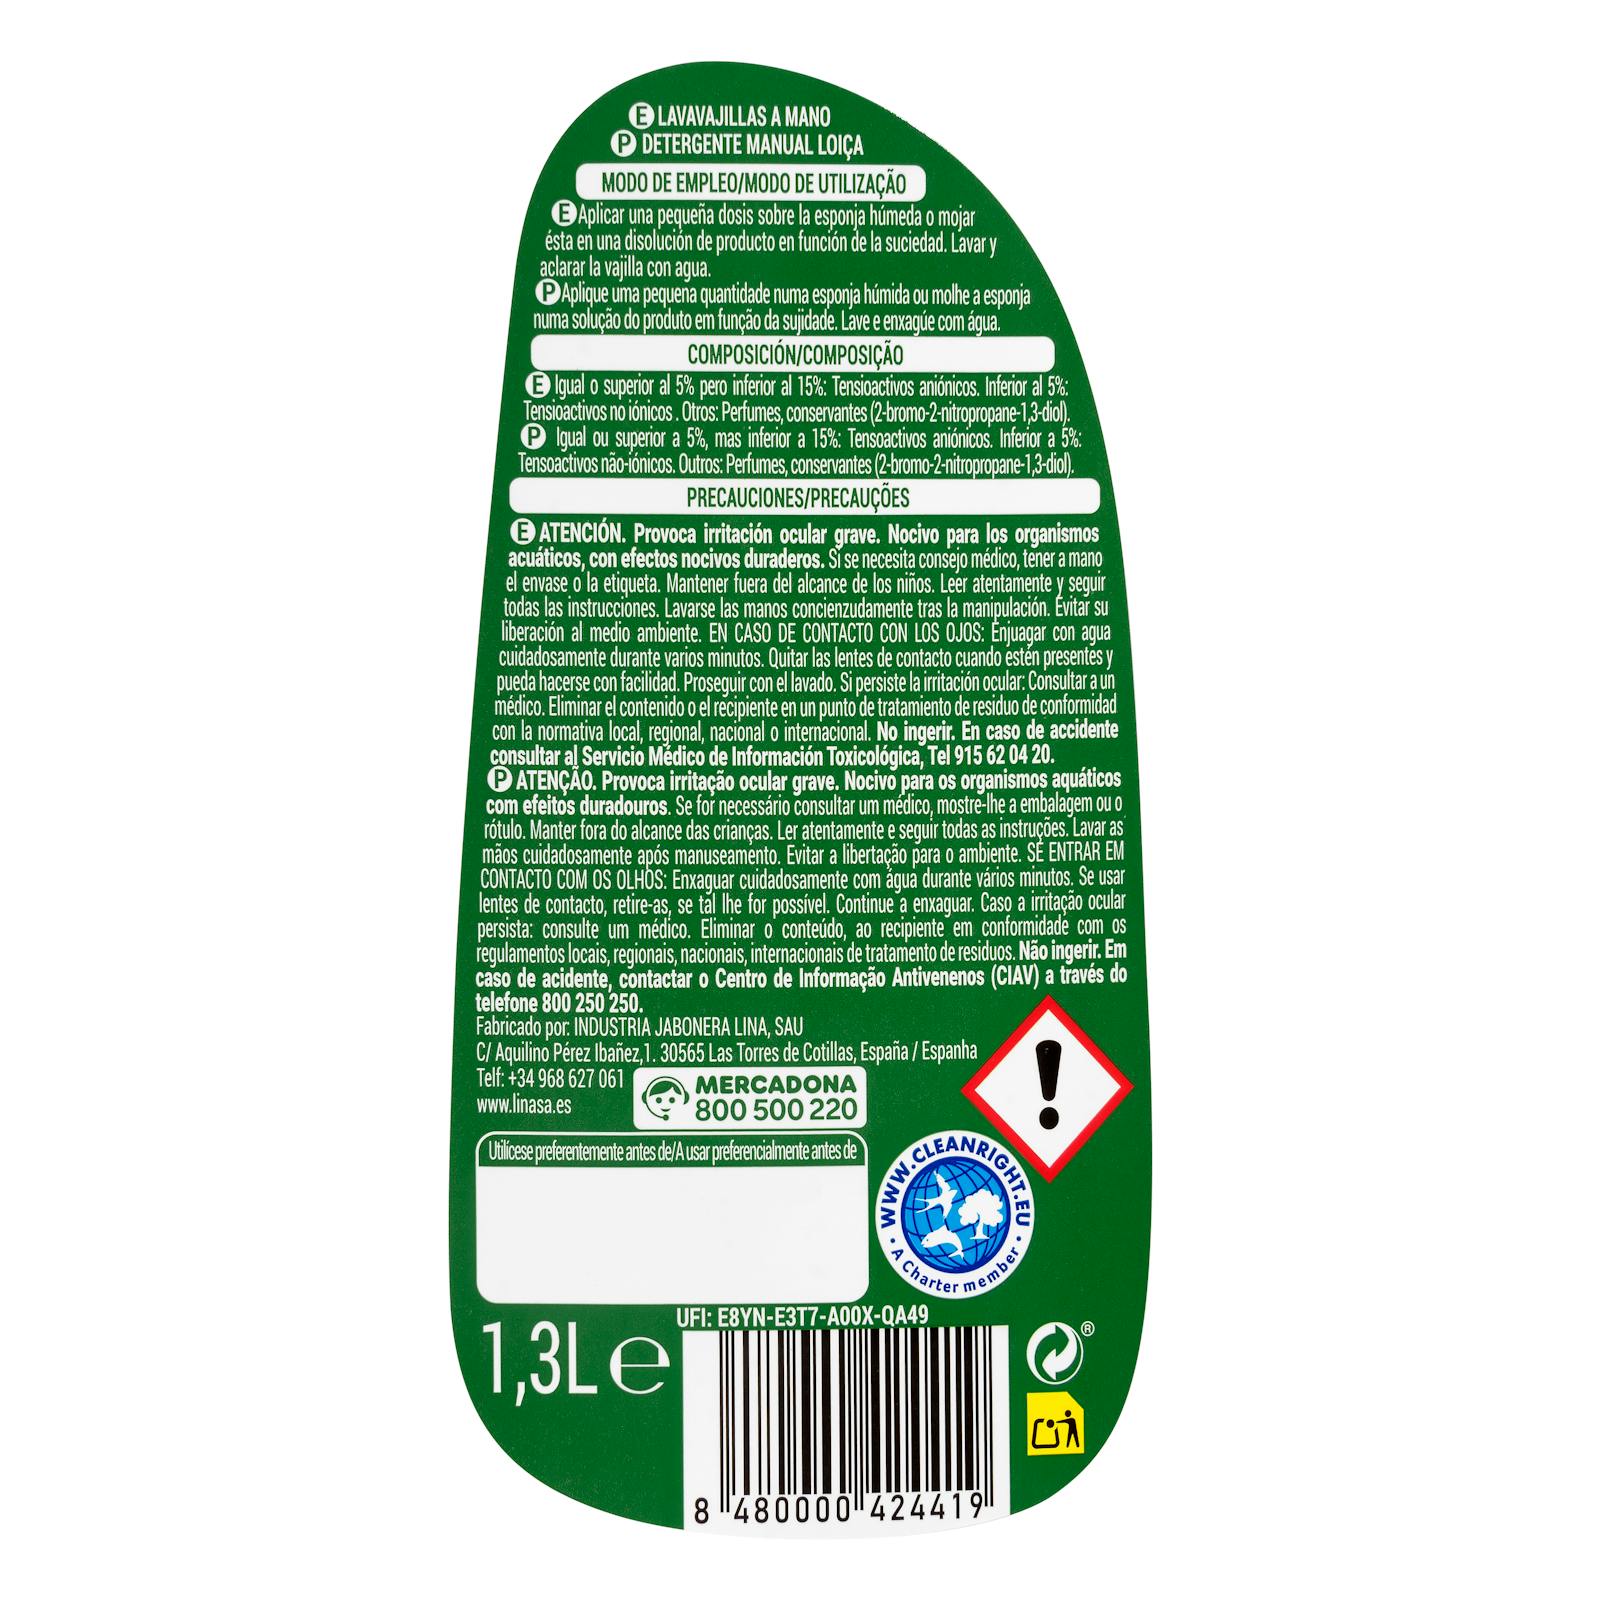 E LAVAVAJILLAS A MANO
P DETERGENTE MANUAL LOIÇA
MODO DE EMPLEO/MODO DE UTILIZAÇÃO
E Aplicar una pequeña dosis sobre la esponja húmeda o mojar
ésta en una disolución de producto en función de la suciedad. Lavar y
aclarar la vajilla con agua.
P Aplique uma pequena quantidade numa esponja húmida ou molhe a esponja
numa solução do produto em função da sujidade. Lave e enxagúe com água.
COMPOSICIÓN/COMPOSIÇÃO
E Igual o superior al 5% pero inferior al 15%: Tensioactivos aniónicos. Inferior al 5%:
Tensioactivos no iónicos . Otros: Perfumes, conservantes (2-bromo-2-nitropropane-1,3-diol).
P Igual ou superior a 5%, mas inferior a 15%: Tensoactivos aniónicos. Inferior a 5%:
Tensoactivos não-iónicos. Outros: Perfumes, conservantes (2-bromo-2-nitropropane-1,3-diol).
PRECAUCIONES/PRECAUÇÕES
E ATENCIÓN. Provoca irritación ocular grave. Nocivo para los organismos
acuáticos, con efectos nocivos duraderos. Si se necesita consejo médico, tener a mano
el envase o la etiqueta. Mantener fuera del alcance de los niños. Leer atentamente y seguir
todas las instrucciones. Lavarse las manos concienzudamente tras la manipulación. Evitar su
liberación al medio ambiente. EN CASO DE CONTACTO CON LOS OJOS: Enjuagar con agua
cuidadosamente durante varios minutos. Quitar las lentes de contacto cuando estén presentes y
pueda hacerse con facilidad. Proseguir con el lavado. Si persiste la irritación ocular: Consultar a un
médico. Eliminar el contenido o el recipiente en un punto de tratamiento de residuo de conformidad
con la normativa local, regional, nacional o internacional. No ingerir. En caso de accidente
consultar al Servicio Médico de Información Toxicológica, Tel 915 62 04 20.
P ATENÇÃO. Provoca irritação ocular grave. Nocivo para os organismos aquáticos
com efeitos duradouros. Se for necessário consultar um médico, mostre-lhe a embalagem ou o
rótulo. Manter fora do alcance das crianças. Ler atentamente e seguir todas as instruções. Lavar as
mãos cuidadosamente após manuseamento. Evitar a libertação para o ambiente. SE ENTRAR EM
CONTACTO COM OS OLHOS: Enxaguar cuidadosamente com água durante vários minutos. Se usar
lentes de contacto, retire-as, se tal lhe for possível. Continue a enxaguar. Caso a irritação ocular
persista: consulte um médico. Eliminar o conteúdo, ao recipiente em conformidade com os
regulamentos locais, regionais, nacionais, internacionais de tratamento de residuos. Não ingerir. Em
caso de acidente, contactar o Centro de Informação Antivenenos (CIAV) a través do
telefone 800 250 250.
Fabricado por: INDUSTRIA JABONERA LINA, SAU
C/ Aquilino Pérez Ibañez,1. 30565 Las Torres de Cotillas, España / Espanha
Telf: +34 968 627 061
www.linasa.es
MERCADONA
800 500 220
Utilícese preferentemente antes de/A usar preferencialmente antes de
WWW.CLEANRIGHT.EU
• A Charter member •
UFI: E8YN-E3T7-A00X-QA49
1,3L e
®
8 480000 424419